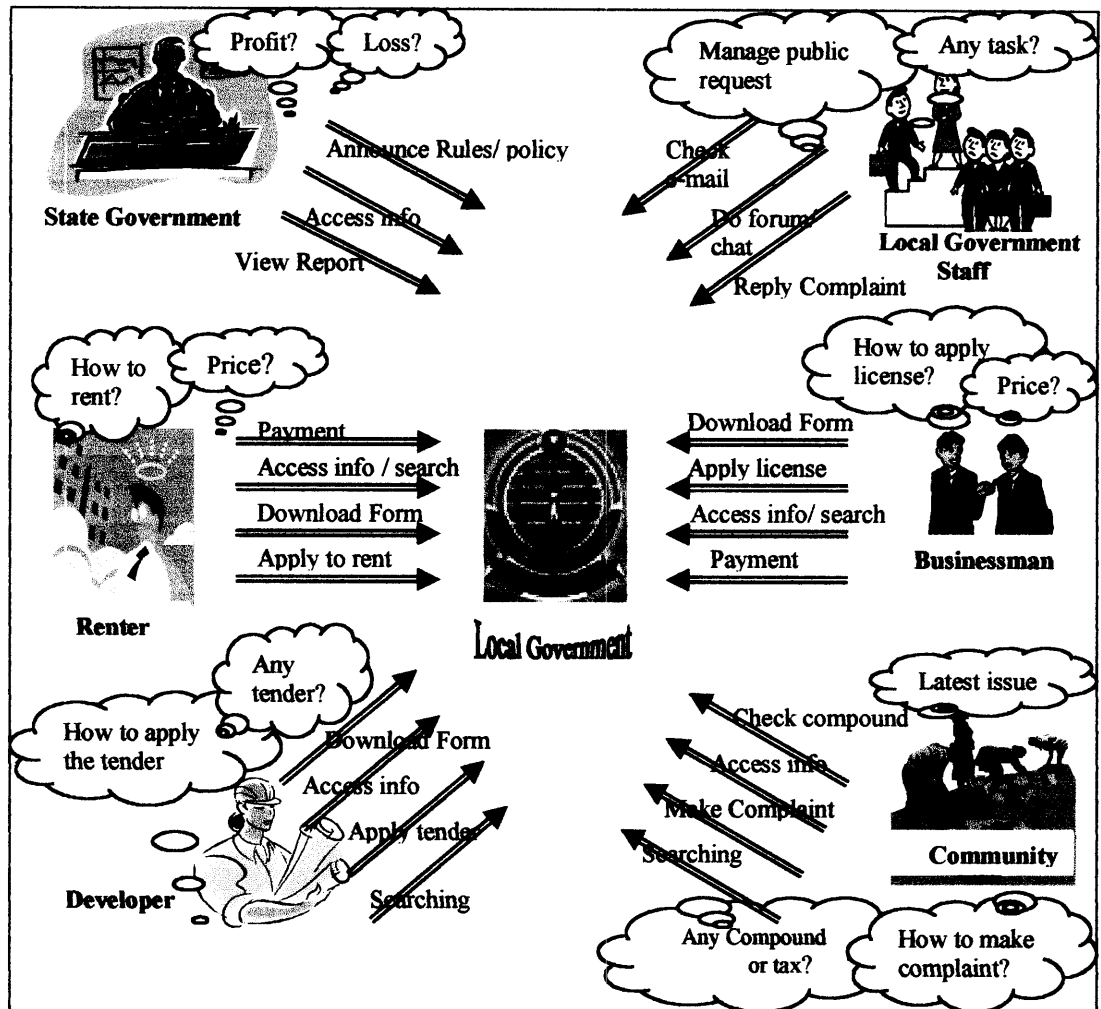 Profit?
Loss?
Announce Rules/ policy
Access info
View Report
State Government
Manage public
request
Any task?
Check
e-mail
Do forum/
chat
Reply Complaint
Local Government
Staff
How to
rent?
Price?
Payment
Access info / search
Download Form
Apply to rent
Renter
Local Government
How to apply
license?
Price?
Download Form
Apply license
Access info/ search
Payment
Businessman
Any
tender?
How to apply
the tender
Download Form
Access info
Apply tender
Searching
Developer
Latest issue
Check compound
Access info
Make Complaint
Searching
Community
Any Compound
or tax?
How to make
complaint?